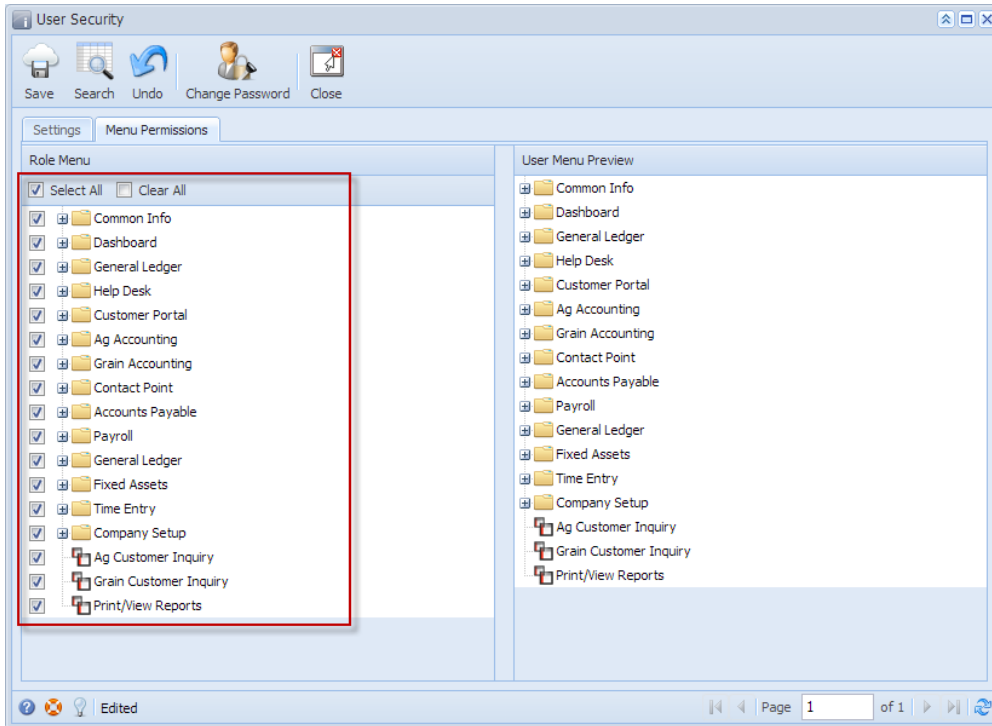 User Security
Save Search Undo Change Password Close
Settings Menu Permissions
Role Menu
Select All Clear All
Common Info
Dashboard
General Ledger
Help Desk
Customer Portal
Ag Accounting
Grain Accounting
Contact Point
Accounts Payable
Payroll
General Ledger
Fixed Assets
Time Entry
Company Setup
Ag Customer Inquiry
Grain Customer Inquiry
Print/View Reports
User Menu Preview
Common Info
Dashboard
General Ledger
Help Desk
Customer Portal
Ag Accounting
Grain Accounting
Contact Point
Accounts Payable
Payroll
General Ledger
Fixed Assets
Time Entry
Company Setup
Ag Customer Inquiry
Grain Customer Inquiry
Print/View Reports
Edited
Page 1 of 1